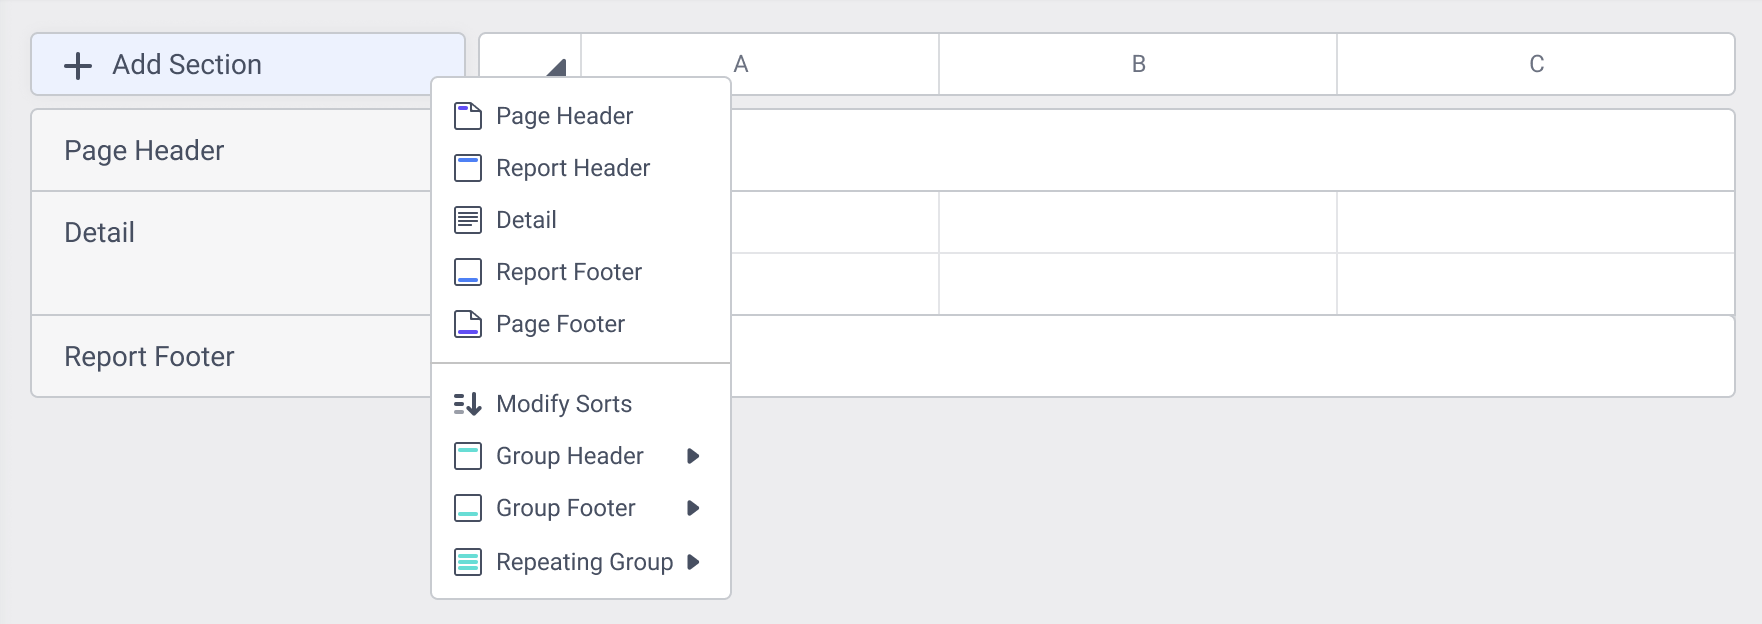 Add Section
A
B
C
Page Header
Detail
Report Footer
Page Header
Report Header
Detail
Report Footer
Page Footer
Modify Sorts
Group Header
Group Footer
Repeating Group